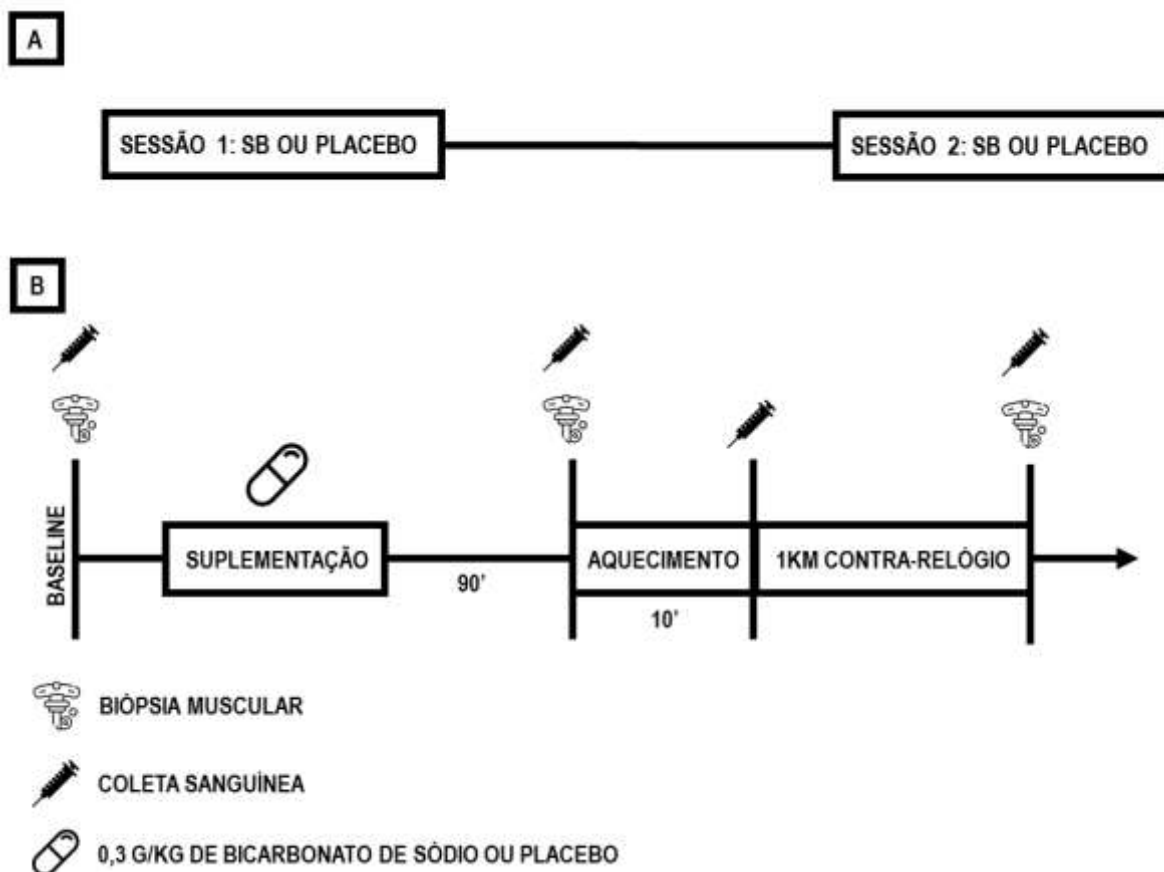 A
SESSÃO 1: SB OU PLACEBO
SESSÃO 2: SB OU PLACEBO
B
BASELINE
SUPLEMENTAÇÃO
90'
AQUECIMENTO
10'
1KM CONTRA-RELÓGIO
BIÓPSIA MUSCULAR
COLETA SANGUÍNEA
0,3 G/KG DE BICARBONATO DE SÓDIO OU PLACEBO